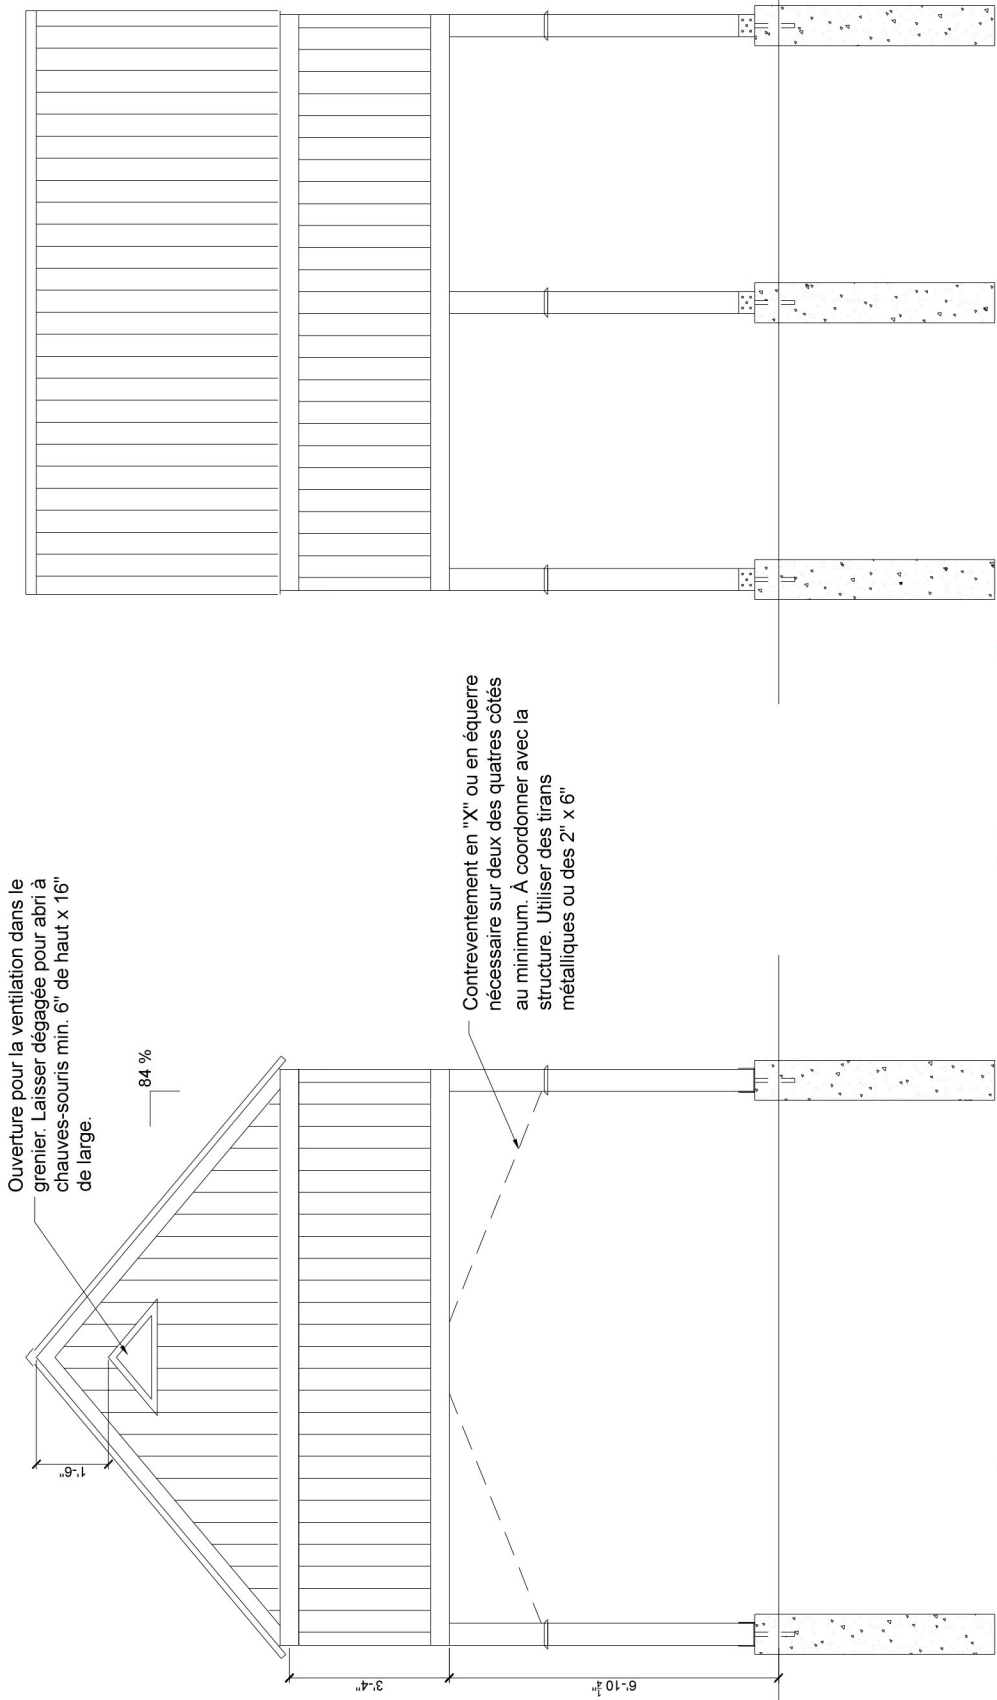 Ouverture pour la ventilation dans le
grenier. Laisser dégagée pour abri à
chauves-souris min. 6" de haut x 16"
de large.
84 %
1'-6"
Contreventement en "X" ou en équerre
nécessaire sur deux des quatres côtés
au minimum. À coordonner avec la
structure. Utiliser des tirans
métalliques ou des 2" x 6"
3'-4"
6'-10 1/4"